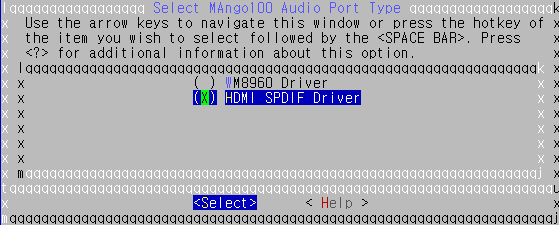 Select MAngo100 Audio Port Type
Use the arrow keys to navigate this window or press the hotkey of
the item you wish to select followed by the <SPACE BAR>. Press
<?> for additional information about this option.
( ) WM8960 Driver
(X) HDMI SPDIF Driver
<Select> < Help >